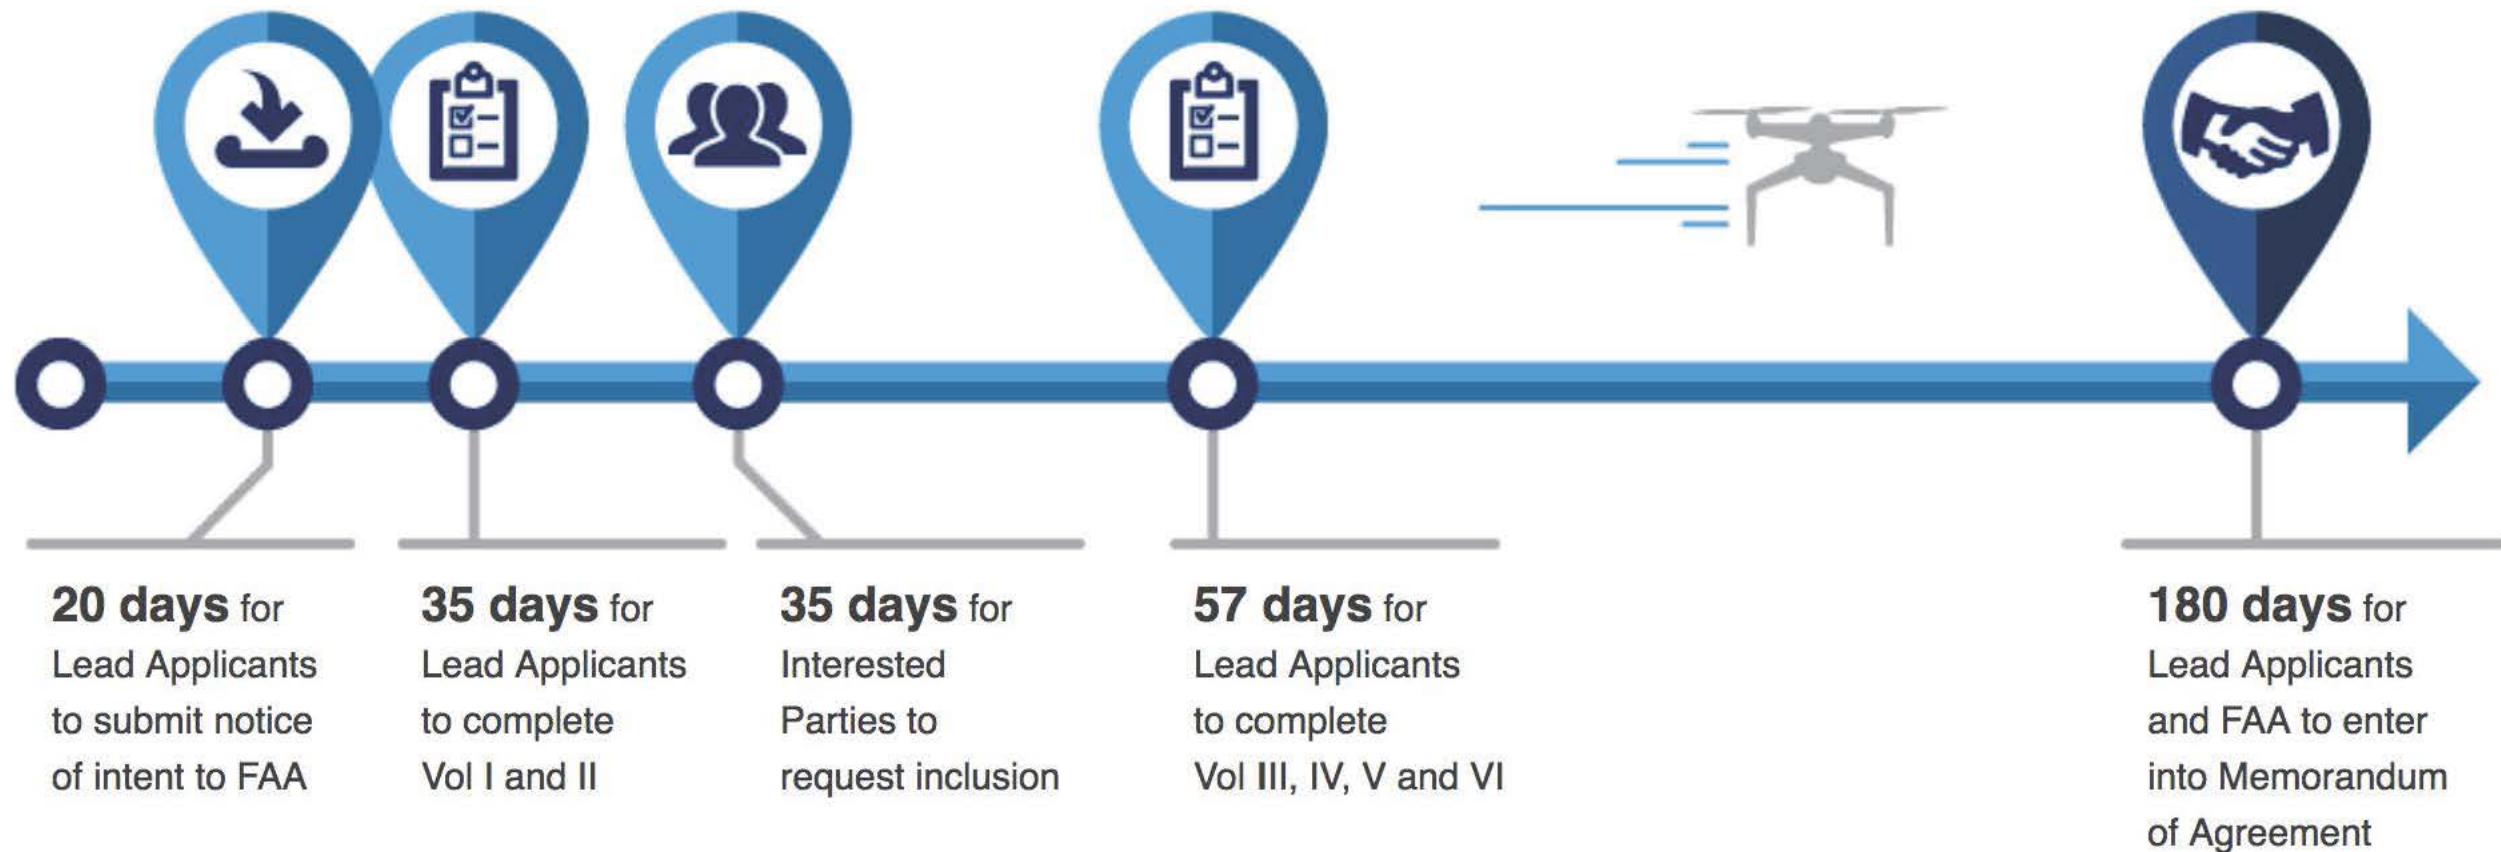 20 days for
Lead Applicants
to submit notice
of intent to FAA
35 days for
Lead Applicants
to complete
Vol I and II
35 days for
Interested
Parties to
request inclusion
57 days for
Lead Applicants
to complete
Vol III, IV, V and VI
180 days for
Lead Applicants
and FAA to enter
into Memorandum
of Agreement